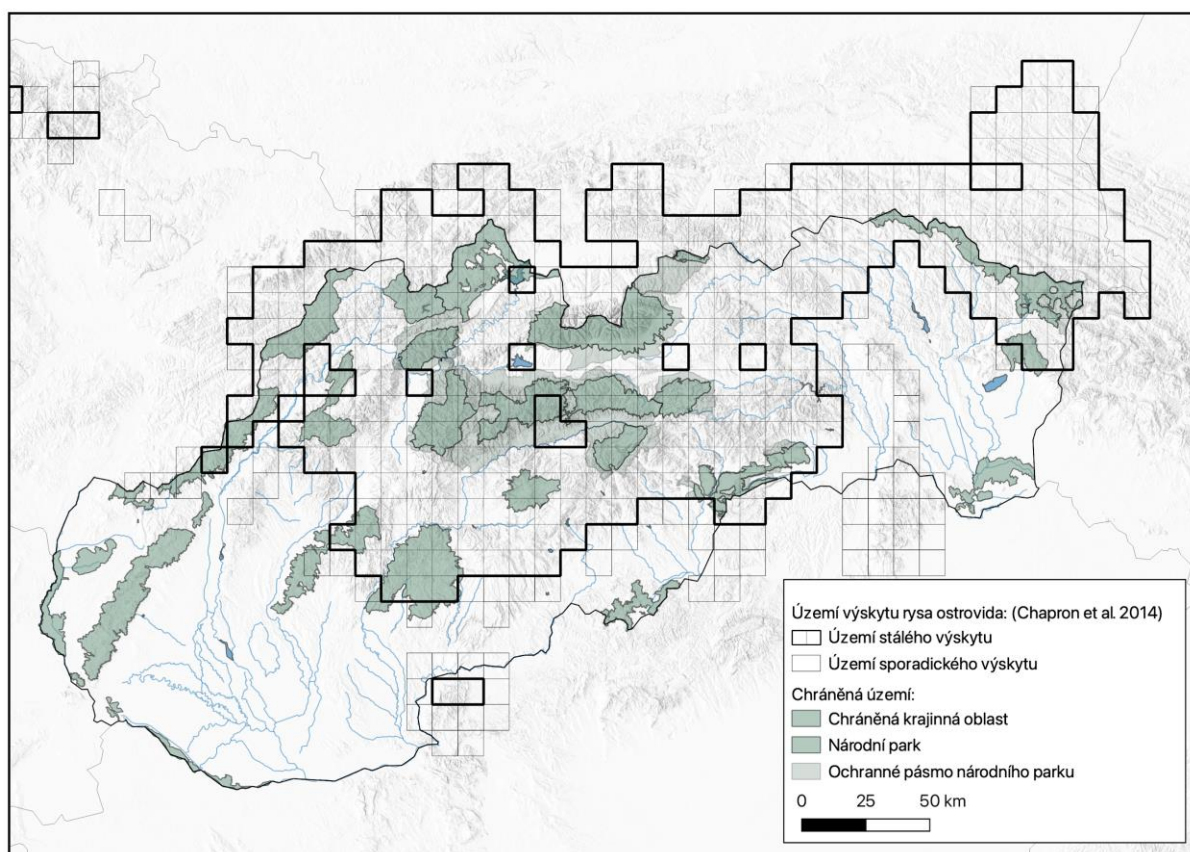 Území výskytu rysa ostrovida: (Chapron et al. 2014)
Území stálého výskytu
Území sporadického výskytu
Chráněná území:
Chráněná krajinná oblast
Národní park
Ochranné pásmo národního parku
0 25 50 km